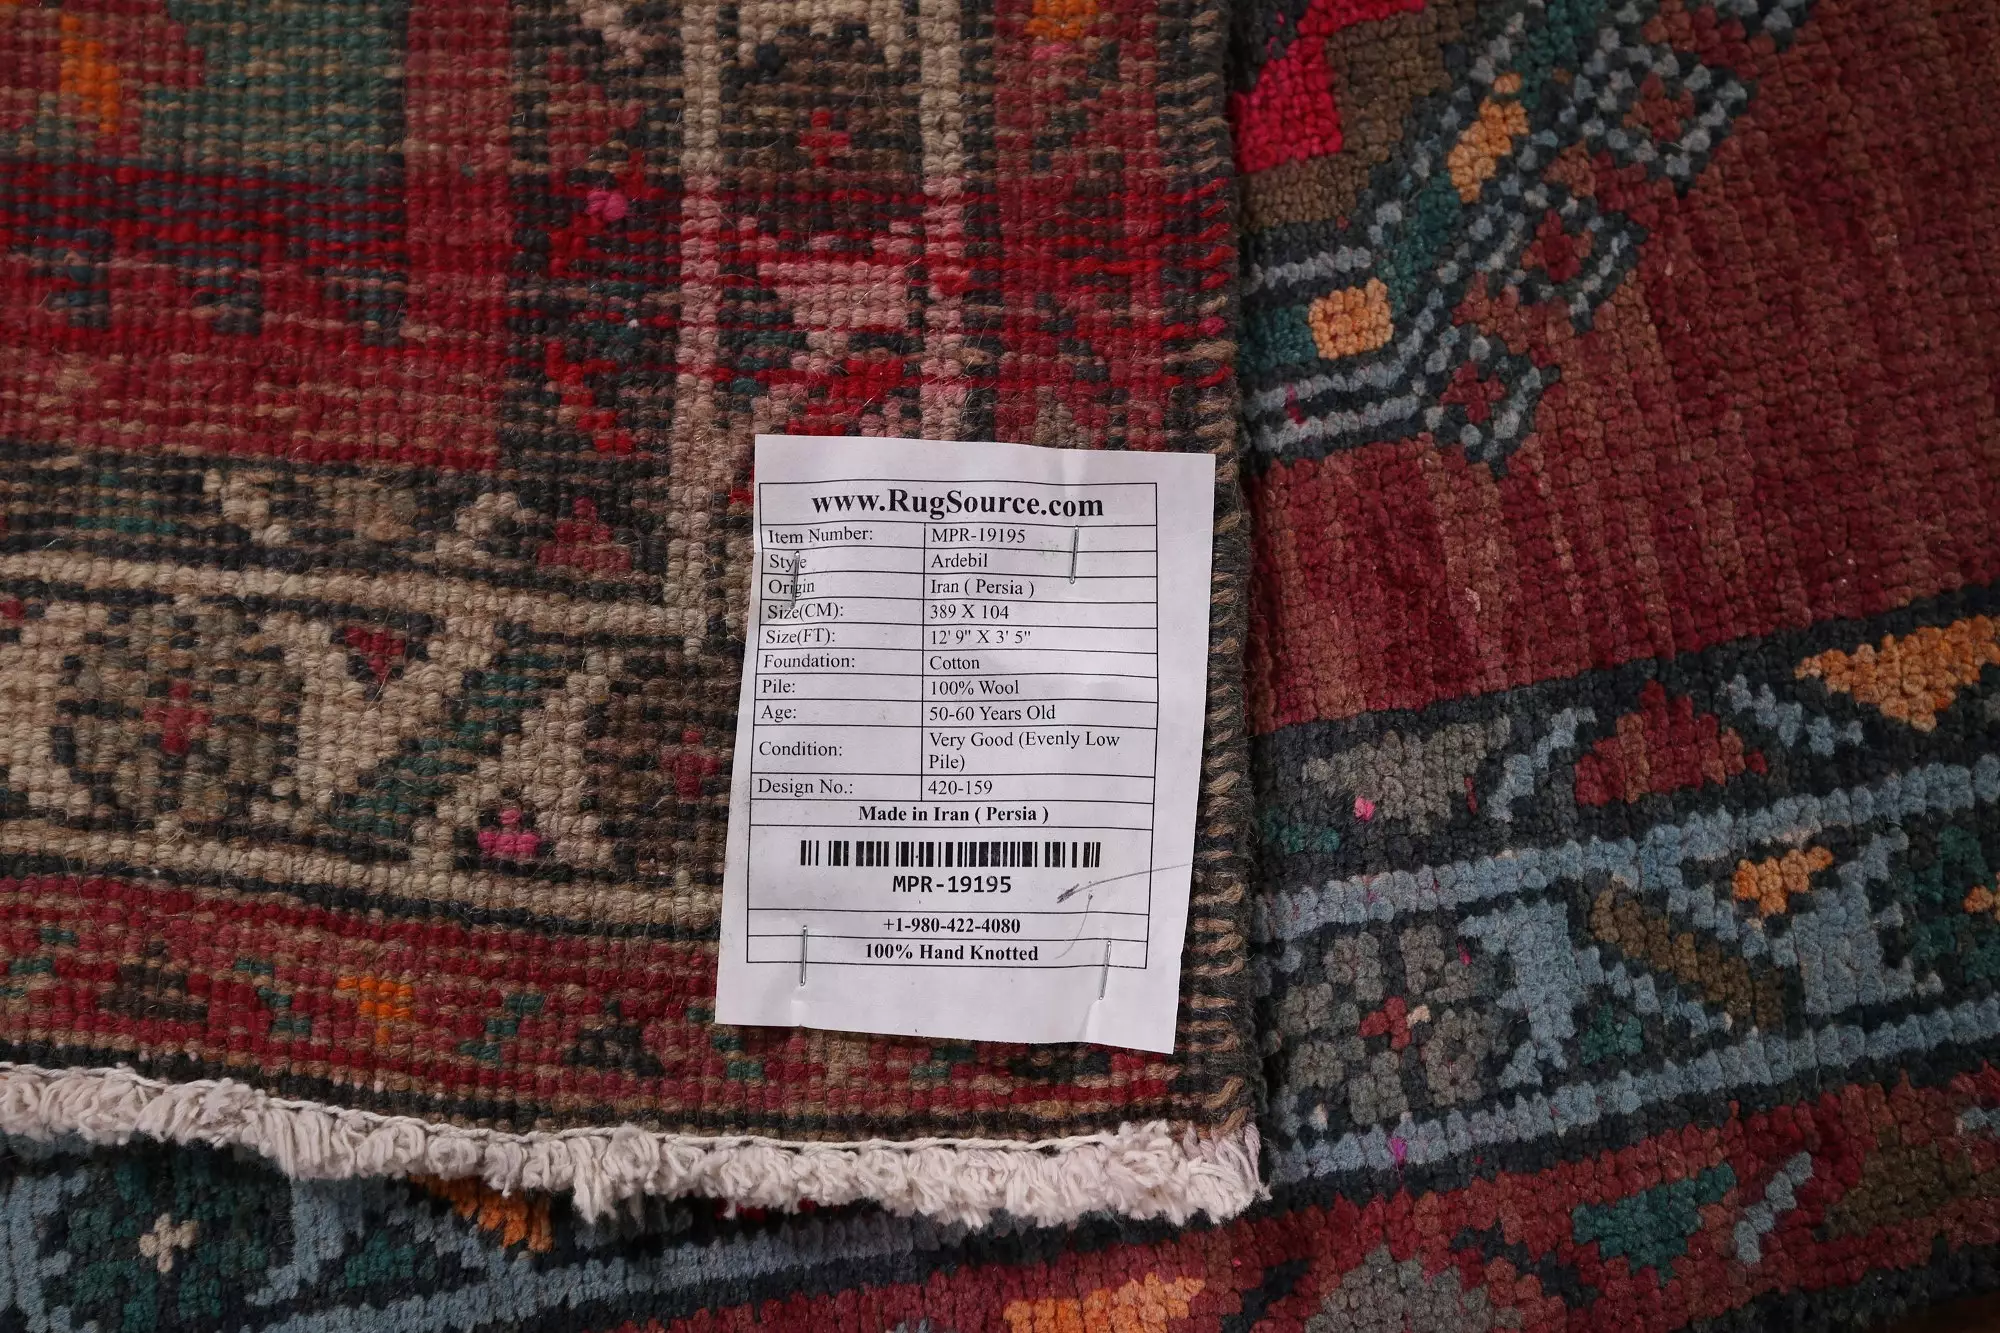 www.RugSource.com
Item Number: MPR-19195
Style Ardebil
Origin Iran ( Persia )
Size(CM): 389 X 104
Size(FT): 12' 9" X 3' 5"
Foundation: Cotton
Pile: 100% Wool
Age: 50-60 Years Old
Condition: Very Good (Evenly Low
Pile)
Design No.: 420-159
Made in Iran ( Persia )
MPR-19195
+1-980-422-4080
100% Hand Knotted